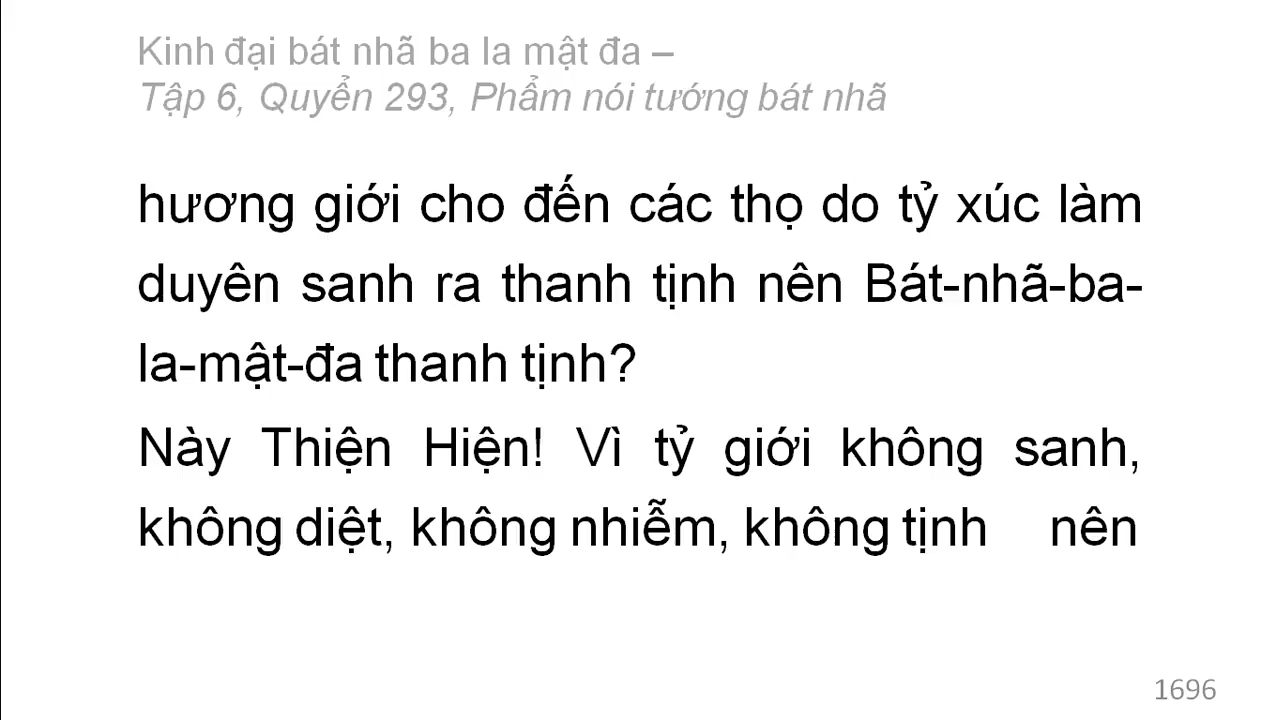 Kinh đại bát nhã ba la mật đa –
Tập 6, Quyển 293, Phẩm nói tướng bát nhã
hương giới cho đến các thọ do tỷ xúc làm
duyên sanh ra thanh tịnh nên Bát-nhã-ba-
la-mật-đa thanh tịnh?
Này Thiện Hiện! Vì tỷ giới không sanh,
không diệt, không nhiễm, không tịnh nên
1696